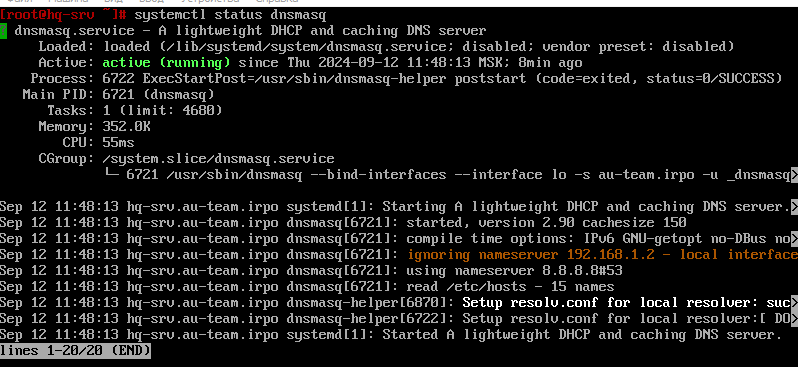 [root@hq-srv ~]# systemctl status dnsmasq
dnsmasq.service - A lightweight DHCP and caching DNS server
Loaded: loaded (/lib/systemd/system/dnsmasq.service; disabled; vendor preset: disabled)
Active: active (running) since Thu 2024-09-12 11:48:13 MSK; 8min ago
Process: 6722 ExecStartPost=/usr/sbin/dnsmasq-helper poststart (code=exited, status=0/SUCCESS)
Main PID: 6721 (dnsmasq)
Tasks: 1 (limit: 4680)
Memory: 352.0K
CPU: 55ms
CGroup: /system.slice/dnsmasq.service
└─ 6721 /usr/sbin/dnsmasq --bind-interfaces --interface lo -s au-team.irpo -u _dnsmasq>
Sep 12 11:48:13 hq-srv.au-team.irpo systemd[1]: Starting A lightweight DHCP and caching DNS server.>
Sep 12 11:48:13 hq-srv.au-team.irpo dnsmasq[6721]: started, version 2.90 cachesize 150
Sep 12 11:48:13 hq-srv.au-team.irpo dnsmasq[6721]: compile time options: IPv6 GNU-getopt no-DBus no>
Sep 12 11:48:13 hq-srv.au-team.irpo dnsmasq[6721]: ignoring nameserver 192.168.1.2 - local interface
Sep 12 11:48:13 hq-srv.au-team.irpo dnsmasq[6721]: using nameserver 8.8.8.8#53
Sep 12 11:48:13 hq-srv.au-team.irpo dnsmasq[6721]: read /etc/hosts - 15 names
Sep 12 11:48:13 hq-srv.au-team.irpo dnsmasq-helper[6870]: Setup resolv.conf for local resolver: suc>
Sep 12 11:48:13 hq-srv.au-team.irpo dnsmasq-helper[6722]: Setup resolv.conf for local resolver:[ DO>
Sep 12 11:48:13 hq-srv.au-team.irpo systemd[1]: Started A lightweight DHCP and caching DNS server.
lines 1-20/20 (END)